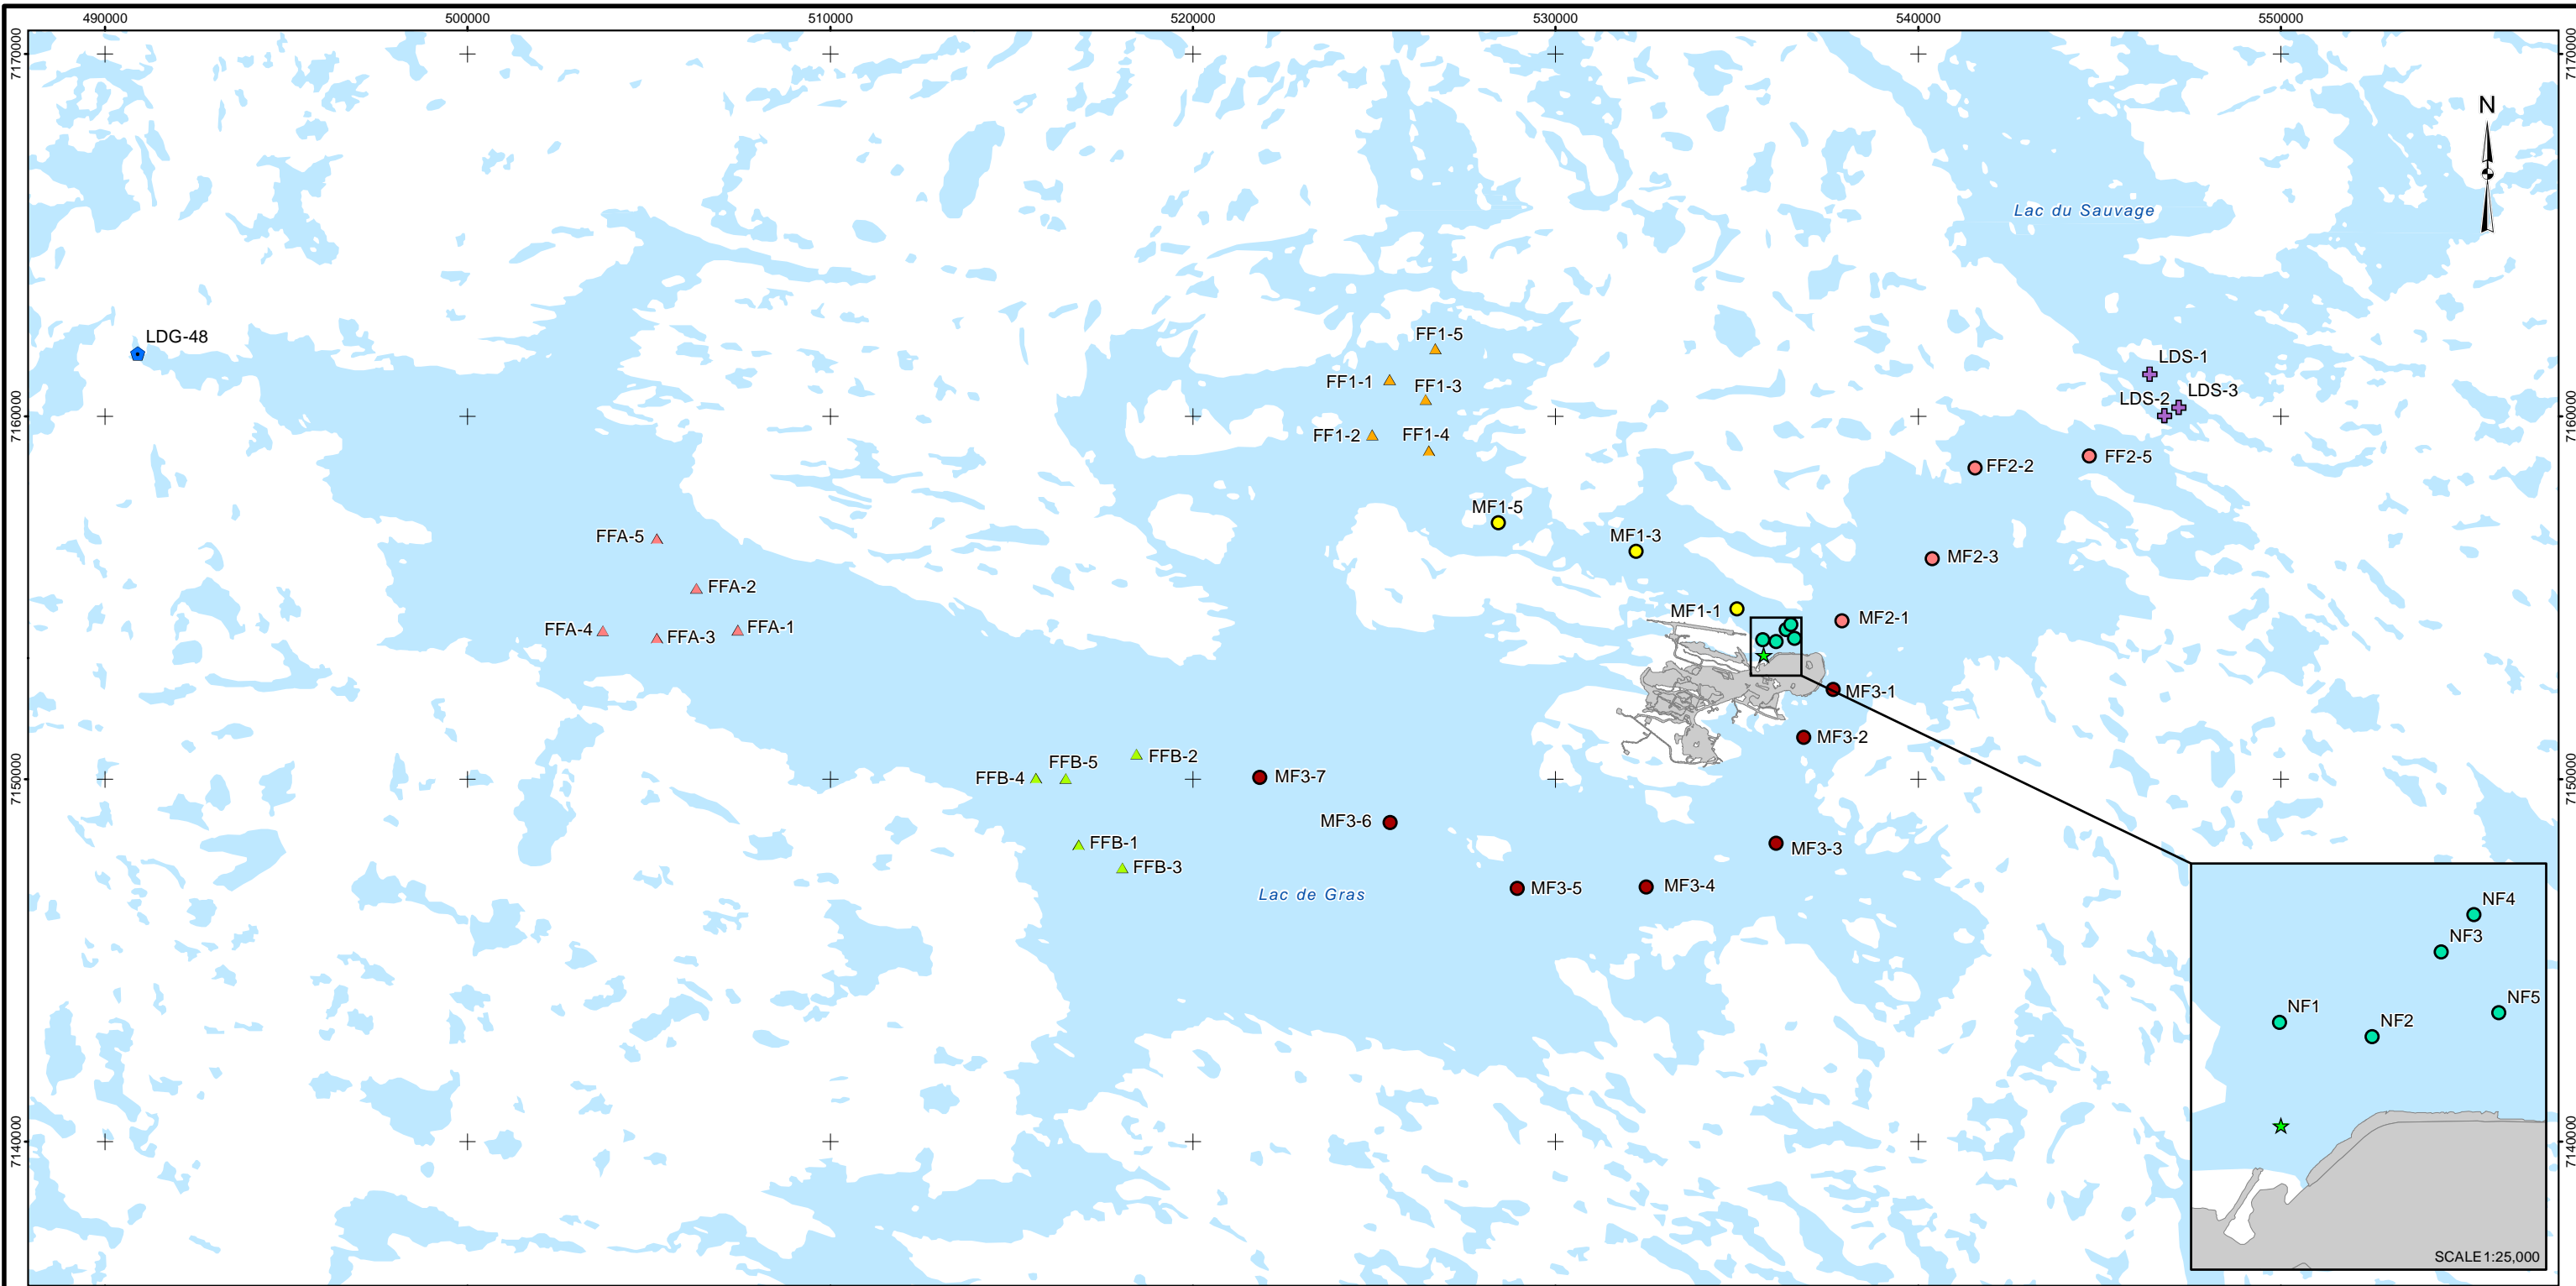 490000
500000
510000
520000
530000
540000
550000
7170000
7170000
N
Lac du Sauvage
LDG-48
FF1-5
LDS-1
FF1-1
FF1-3
LDS-3
LDS-2
7160000
7160000
FF1-2
FF1-4
FF2-2
FF2-5
MF1-5
FFA-5
MF1-3
MF2-3
FFA-2
MF1-1
MF2-1
FFA-4
FFA-3
FFA-1
MF3-1
MF3-2
FFB-2
FFB-5
FFB-4
MF3-7
7150000
7150000
MF3-6
FFB-1
MF3-3
FFB-3
MF3-5
MF3-4
Lac de Gras
NF4
NF3
NF5
NF1
NF2
7140000
7140000
SCALE 1:25,000